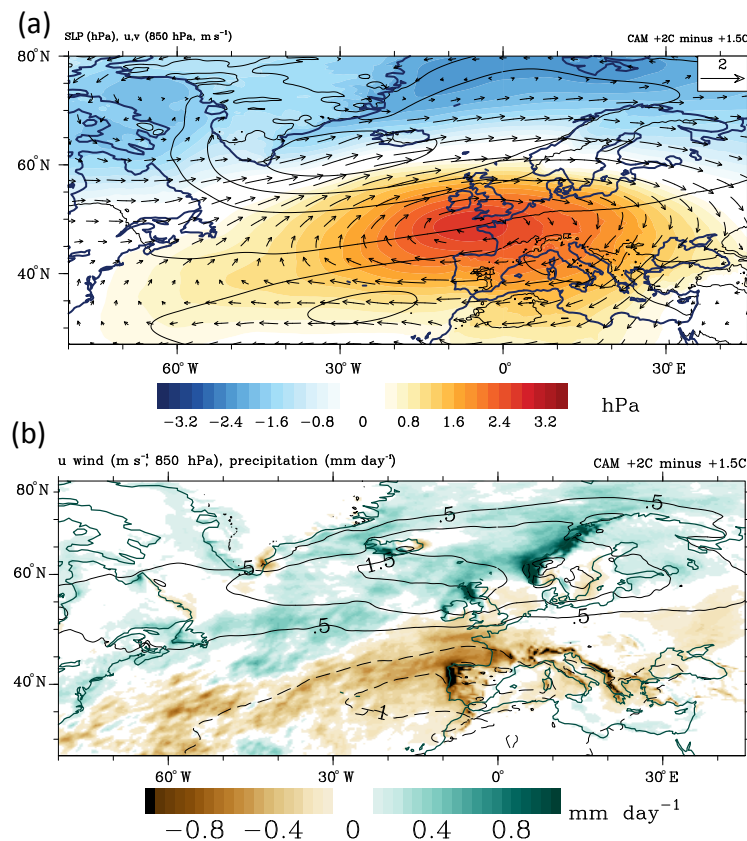 (a)
SLP (hPa), u,v (850 hPa, m s⁻¹) CAM +2C minus +1.5C
80° N
2
60° N
40° N
60° W 30° W 0° 30° E
−3.2 −2.4 −1.6 −0.8 0 0.8 1.6 2.4 3.2 hPa
(b)
u wind (m s⁻¹, 850 hPa), precipitation (mm day⁻¹) CAM +2C minus +1.5C
80° N
.5
1.5
.5
60° N
.5
.5
40° N
−1
60° W 30° W 0° 30° E
−0.8 −0.4 0 0.4 0.8 mm day⁻¹